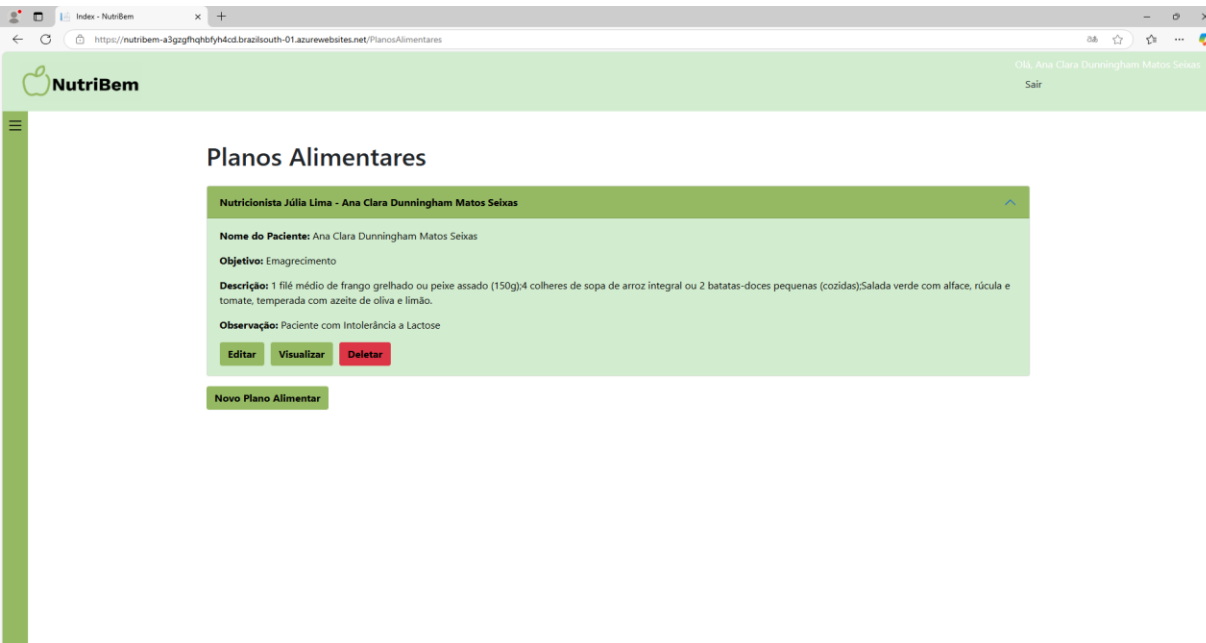 Index - NutriBem
https://nutribem-a3gzgfhqhbfyh4cd.brazilsouth-01.azurewebsites.net/PlanosAlimentares
NutriBem
Olá, Ana Clara Dunningham Matos Seixas
Sair
Planos Alimentares
Nutricionista Júlia Lima - Ana Clara Dunningham Matos Seixas
Nome do Paciente: Ana Clara Dunningham Matos Seixas
Objetivo: Emagrecimento
Descrição: 1 filé médio de frango grelhado ou peixe assado (150g);4 colheres de sopa de arroz integral ou 2 batatas-doces pequenas (cozidas);Salada verde com alface, rúcula e
tomate, temperada com azeite de oliva e limão.
Observação: Paciente com Intolerância a Lactose
Editar Visualizar Deletar
Novo Plano Alimentar